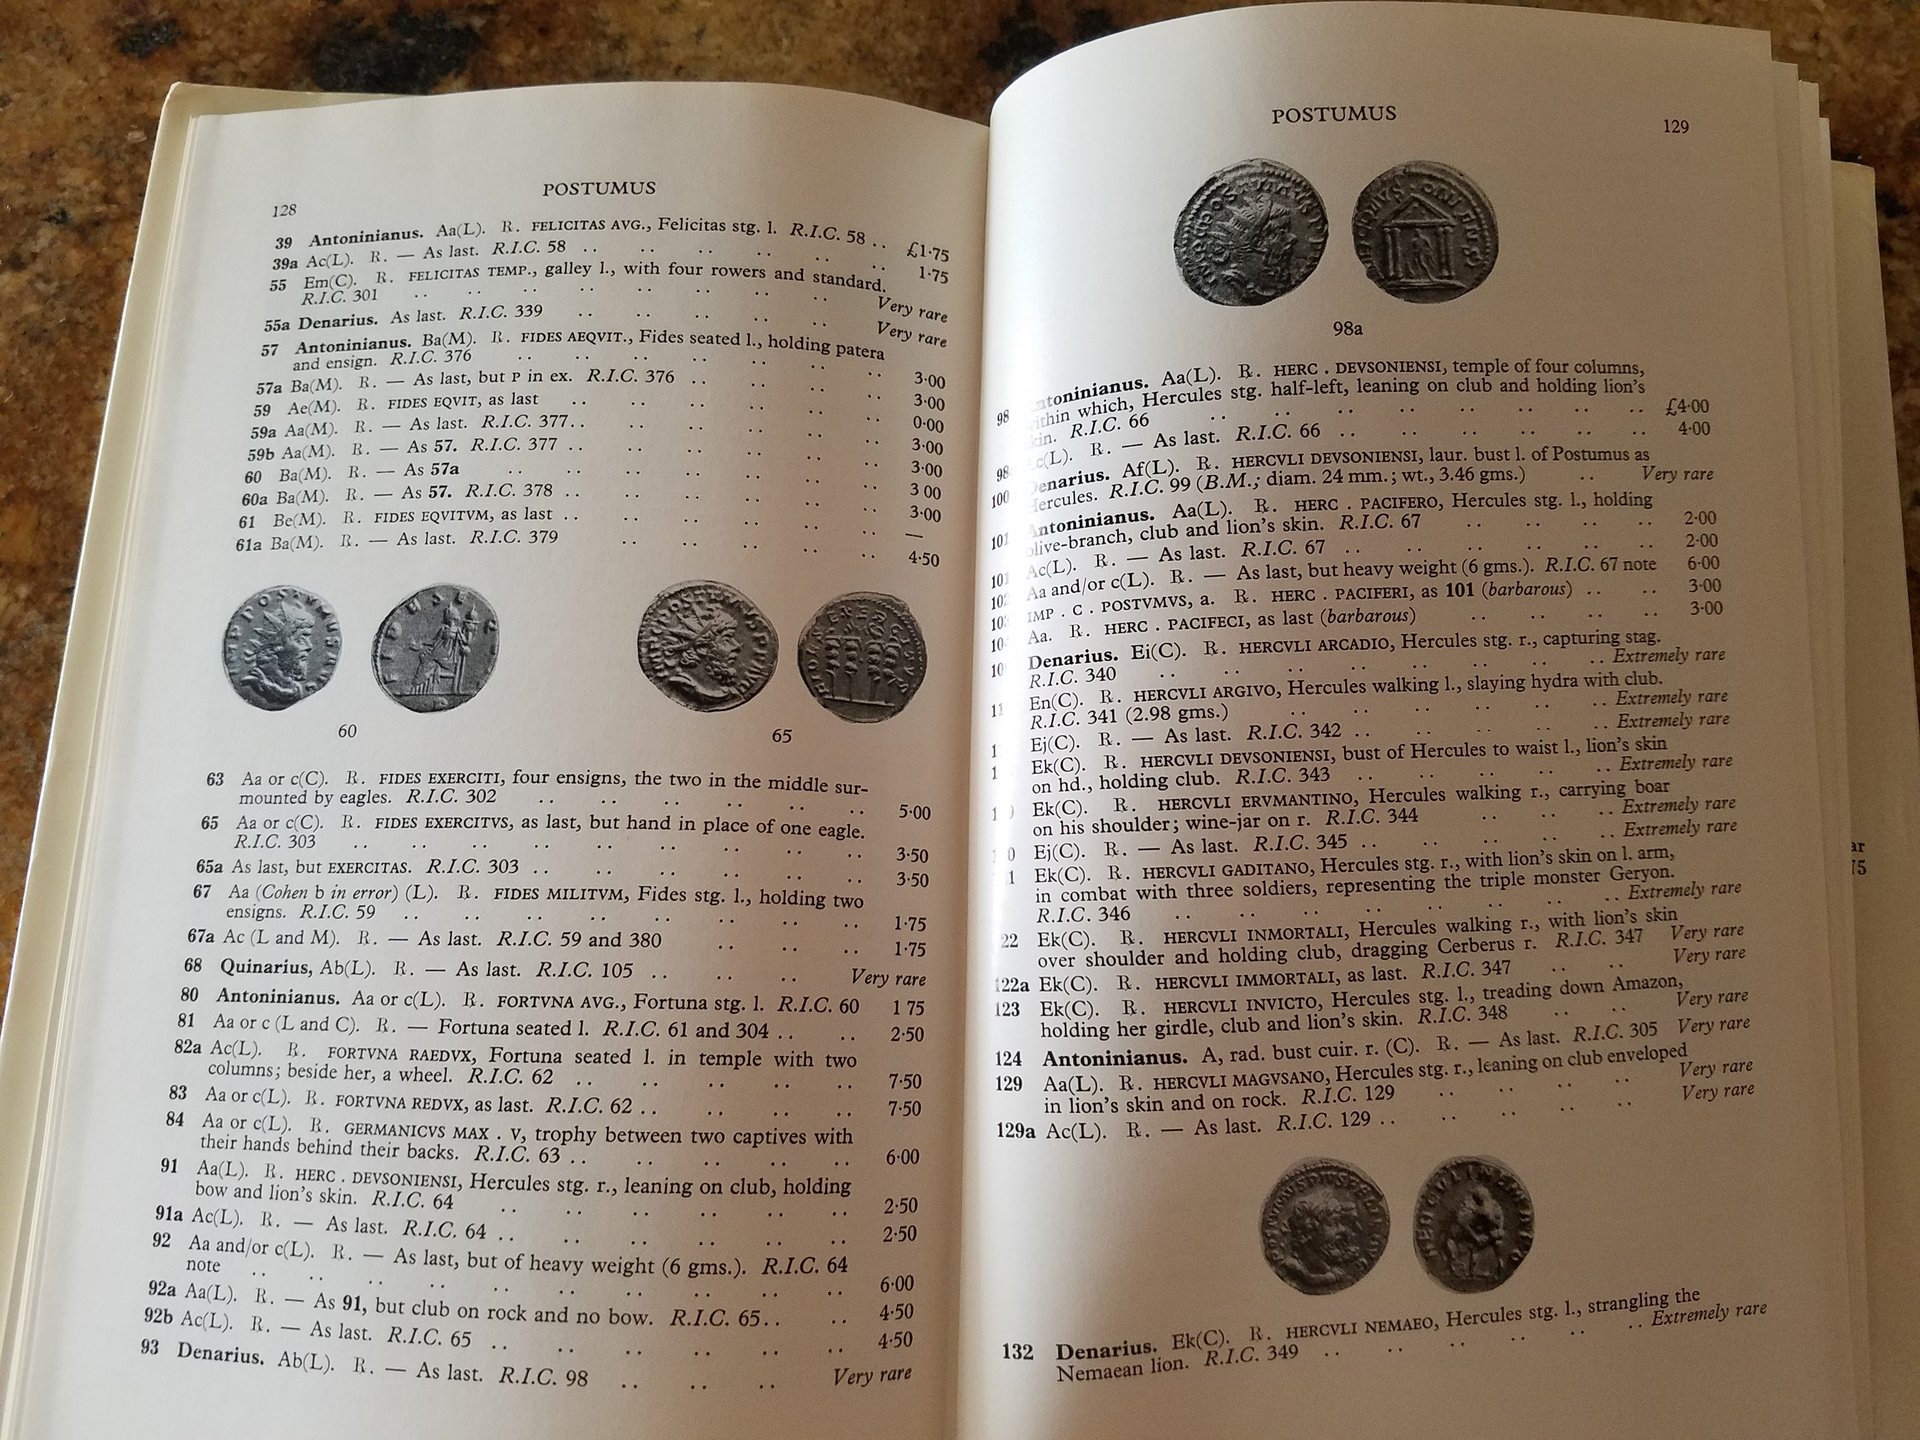 128
POSTUMUS
39 Antoninianus. Aa(L). ℞. FELICITAS AVG., Felicitas stg. l. R.I.C. 58 .. £1·75
39a Ac(L). ℞. — As last. R.I.C. 58 .. .. .. .. .. 1·75
55 Em(C). ℞. FELICITAS TEMP., galley l., with four rowers and standard.
R.I.C. 301 .. .. .. .. .. .. .. Very rare
55a Denarius. As last. R.I.C. 339 .. .. .. .. Very rare
57 Antoninianus. Ba(M). ℞. FIDES AEQVIT., Fides seated l., holding patera
and ensign. R.I.C. 376 .. .. .. .. .. 3·00
57a Ba(M). ℞. — As last, but P in ex. R.I.C. 376 .. .. .. 3·00
59 Ae(M). ℞. FIDES EQVIT, as last .. .. .. .. 0·00
59a Aa(M). ℞. — As last. R.I.C. 377.. .. .. .. 3·00
59b Aa(M). ℞. — As 57. R.I.C. 377 .. .. .. .. 3·00
60 Ba(M). ℞. — As 57a .. .. .. .. .. 3 00
60a Ba(M). ℞. — As 57. R.I.C. 378 .. .. .. .. 3·00
61 Be(M). ℞. FIDES EQVITVM, as last .. .. .. .. —
61a Ba(M). ℞. — As last. R.I.C. 379 .. .. .. .. 4·50
60
65
63 Aa or c(C). ℞. FIDES EXERCITI, four ensigns, the two in the middle sur-
mounted by eagles. R.I.C. 302 .. .. .. .. .. 5·00
65 Aa or c(C). ℞. FIDES EXERCITVS, as last, but hand in place of one eagle.
R.I.C. 303 .. .. .. .. .. .. .. 3·50
65a As last, but EXERCITAS. R.I.C. 303 .. .. .. .. 3·50
67 Aa (Cohen b in error) (L). ℞. FIDES MILITVM, Fides stg. l., holding two
ensigns. R.I.C. 59 .. .. .. .. .. .. 1·75
67a Ac (L and M). ℞. — As last. R.I.C. 59 and 380 .. .. 1·75
68 Quinarius, Ab(L). ℞. — As last. R.I.C. 105 .. .. .. Very rare
80 Antoninianus. Aa or c(L). ℞. FORTVNA AVG., Fortuna stg. l. R.I.C. 60 1 75
81 Aa or c (L and C). ℞. — Fortuna seated l. R.I.C. 61 and 304 .. .. 2·50
82a Ac(L). ℞. FORTVNA RAEDVX, Fortuna seated l. in temple with two
columns; beside her, a wheel. R.I.C. 62 .. .. .. .. 7·50
83 Aa or c(L). ℞. FORTVNA REDVX, as last. R.I.C. 62 .. .. .. 7·50
84 Aa or c(L). ℞. GERMANICVS MAX . V, trophy between two captives with
their hands behind their backs. R.I.C. 63 .. .. .. .. 6·00
91 Aa(L). ℞. HERC . DEVSONIENSI, Hercules stg. r., leaning on club, holding
bow and lion's skin. R.I.C. 64 .. .. .. .. .. 2·50
91a Ac(L). ℞. — As last. R.I.C. 64 .. .. .. .. .. 2·50
92 Aa and/or c(L). ℞. — As last, but of heavy weight (6 gms.). R.I.C. 64
note .. .. .. .. .. .. .. .. 6·00
92a Aa(L). ℞. — As 91, but club on rock and no bow. R.I.C. 65.. .. 4·50
92b Ac(L). ℞. — As last. R.I.C. 65 .. .. .. .. .. 4·50
93 Denarius. Ab(L). ℞. — As last. R.I.C. 98 .. .. .. Very rare
POSTUMUS
129
98a
98 ntoninianus. Aa(L). ℞. HERC . DEVSONIENSI, temple of four columns,
within which, Hercules stg. half-left, leaning on club and holding lion's
kin. R.I.C. 66 .. .. .. .. .. .. £4·00
98 c(L). ℞. — As last. R.I.C. 66 .. .. .. .. .. 4·00
100 Denarius. Af(L). ℞. HERCVLI DEVSONIENSI, laur. bust l. of Postumus as
Hercules. R.I.C. 99 (B.M.; diam. 24 mm.; wt., 3.46 gms.) .. Very rare
101 Antoninianus. Aa(L). ℞. HERC . PACIFERO, Hercules stg. l., holding
olive-branch, club and lion's skin. R.I.C. 67 .. .. .. .. 2·00
101 Ac(L). ℞. — As last. R.I.C. 67 .. .. .. .. .. 2·00
102 Aa and/or c(L). ℞. — As last, but heavy weight (6 gms.). R.I.C. 67 note 6·00
103 IMP . C . POSTVMVS, a. ℞. HERC . PACIFERI, as 101 (barbarous) .. .. 3·00
10 Aa. ℞. HERC . PACIFECI, as last (barbarous) .. .. .. 3·00
10 Denarius. Ei(C). ℞. HERCVLI ARCADIO, Hercules stg. r., capturing stag.
R.I.C. 340 .. .. .. .. .. .. Extremely rare
11 En(C). ℞. HERCVLI ARGIVO, Hercules walking l., slaying hydra with club.
R.I.C. 341 (2.98 gms.) .. .. .. .. .. Extremely rare
1 Ej(C). ℞. — As last. R.I.C. 342 .. .. .. .. .. Extremely rare
1 Ek(C). ℞. HERCVLI DEVSONIENSI, bust of Hercules to waist l., lion's skin
on hd., holding club. R.I.C. 343 .. .. .. .. .. Extremely rare
Ek(C). ℞. HERCVLI ERVMANTINO, Hercules walking r., carrying boar
on his shoulder; wine-jar on r. R.I.C. 344 .. .. .. .. Extremely rare
0 Ej(C). ℞. — As last. R.I.C. 345 .. .. .. .. .. Extremely rare
1 Ek(C). ℞. HERCVLI GADITANO, Hercules stg. r., with lion's skin on l. arm,
in combat with three soldiers, representing the triple monster Geryon.
R.I.C. 346 .. .. .. .. .. .. Extremely rare
22 Ek(C). ℞. HERCVLI INMORTALI, Hercules walking r., with lion's skin
over shoulder and holding club, dragging Cerberus r. R.I.C. 347 Very rare
122a Ek(C). ℞. HERCVLI IMMORTALI, as last. R.I.C. 347 .. .. Very rare
123 Ek(C). ℞. HERCVLI INVICTO, Hercules stg. l., treading down Amazon,
holding her girdle, club and lion's skin. R.I.C. 348 .. .. Very rare
124 Antoninianus. A, rad. bust cuir. r. (C). ℞. — As last. R.I.C. 305 Very rare
129 Aa(L). ℞. HERCVLI MAGVSANO, Hercules stg. r., leaning on club enveloped
in lion's skin and on rock. R.I.C. 129 .. .. .. .. Very rare
129a Ac(L). ℞. — As last. R.I.C. 129 .. .. .. .. .. Very rare
132 Denarius. Ek(C). ℞. HERCVLI NEMAEO, Hercules stg. l., strangling the
Nemaean lion. R.I.C. 349 .. .. .. .. .. Extremely rare